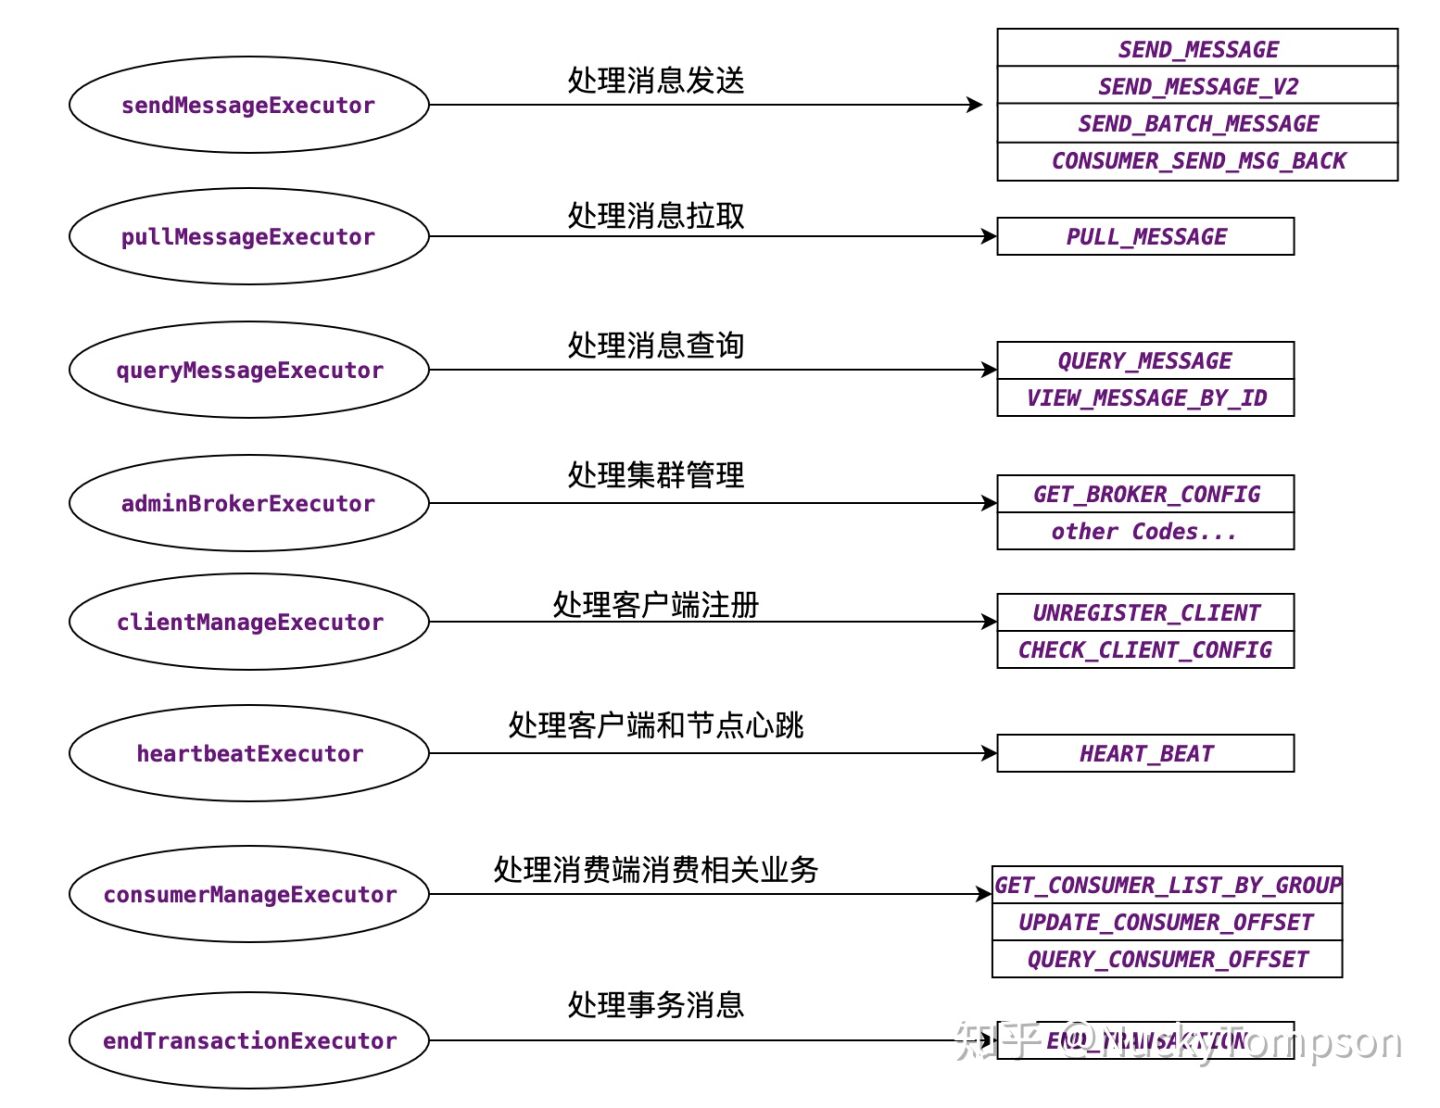 sendMessageExecutor
处理消息发送
SEND_MESSAGE
SEND_MESSAGE_V2
SEND_BATCH_MESSAGE
CONSUMER_SEND_MSG_BACK
pullMessageExecutor
处理消息拉取
PULL_MESSAGE
queryMessageExecutor
处理消息查询
QUERY_MESSAGE
VIEW_MESSAGE_BY_ID
adminBrokerExecutor
处理集群管理
GET_BROKER_CONFIG
other Codes...
clientManageExecutor
处理客户端注册
UNREGISTER_CLIENT
CHECK_CLIENT_CONFIG
heartbeatExecutor
处理客户端和节点心跳
HEART_BEAT
consumerManageExecutor
处理消费端消费相关业务
GET_CONSUMER_LIST_BY_GROUP
UPDATE_CONSUMER_OFFSET
QUERY_CONSUMER_OFFSET
endTransactionExecutor
处理事务消息
END_TRANSACTION
知乎 @NuckyTompson